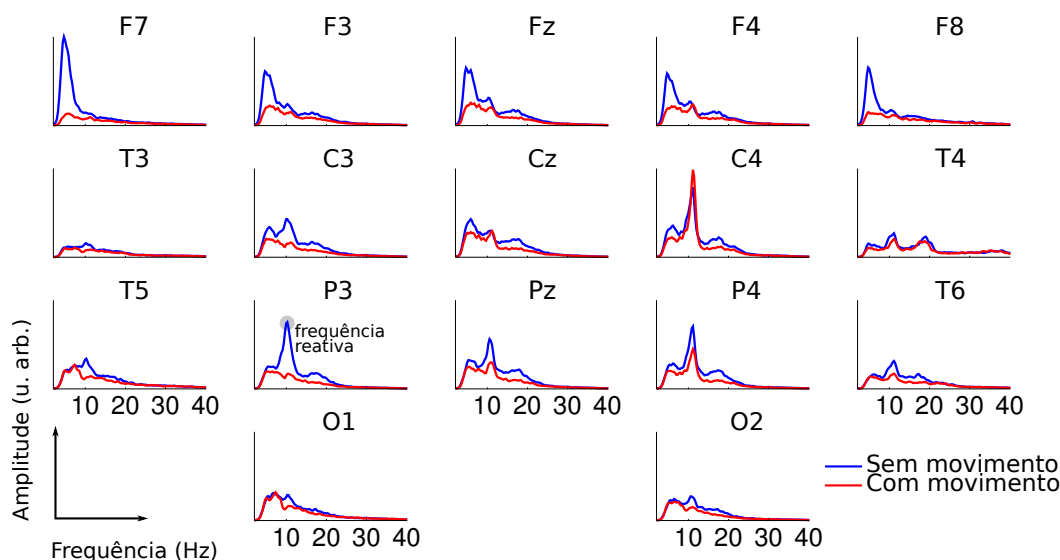 F7 F3 Fz F4 F8
T3 C3 Cz C4 T4
T5 P3 Pz P4 T6
frequência
reativa
Amplitude (u. arb.)
10 20 30 40 10 20 30 40 10 20 30 40
O1 O2
Sem movimento
Com movimento
10 20 30 40 10 20 30 40
Frequência (Hz)